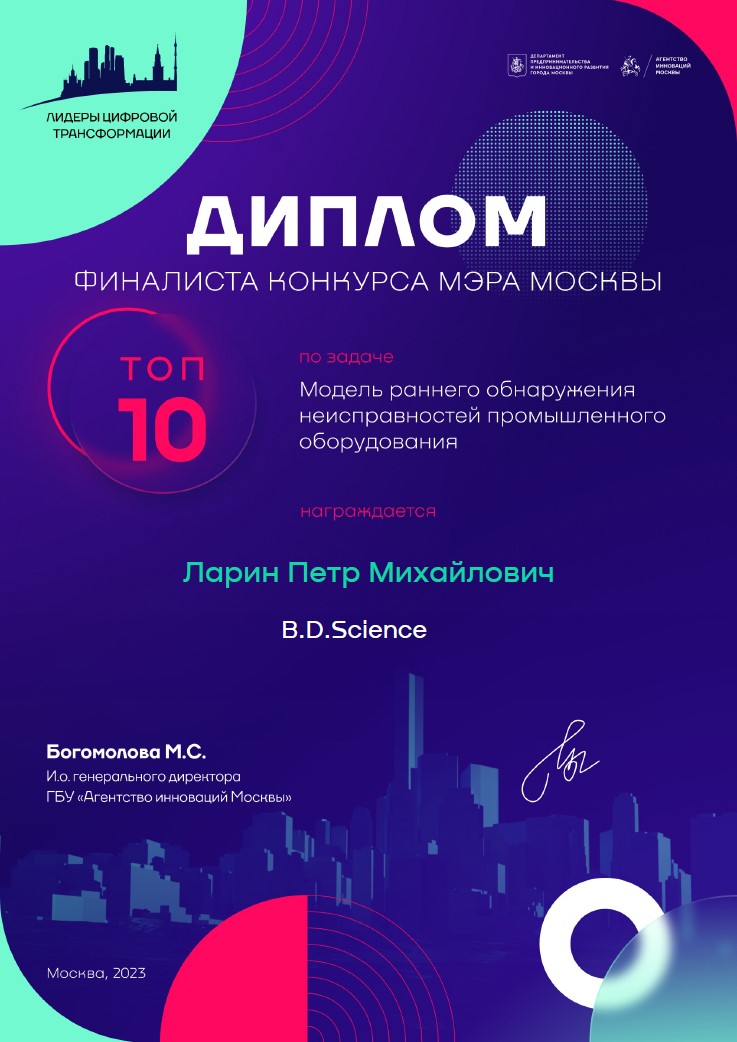 ЛИДЕРЫ ЦИФРОВОЙ
ТРАНСФОРМАЦИИ
ДЕПАРТАМЕНТ
ПРЕДПРИНИМАТЕЛЬСТВА
И ИННОВАЦИОННОГО РАЗВИТИЯ
ГОРОДА МОСКВЫ
АГЕНТСТВО
ИННОВАЦИЙ
МОСКВЫ
ДИПЛОМ
ФИНАЛИСТА КОНКУРСА МЭРА МОСКВЫ
ТОП
10
по задаче
Модель раннего обнаружения
неисправностей промышленного
оборудования
награждается
Ларин Петр Михайлович
B.D.Science
Богомолова М.С.
И.о. генерального директора
ГБУ «Агентство инноваций Москвы»
Москва, 2023